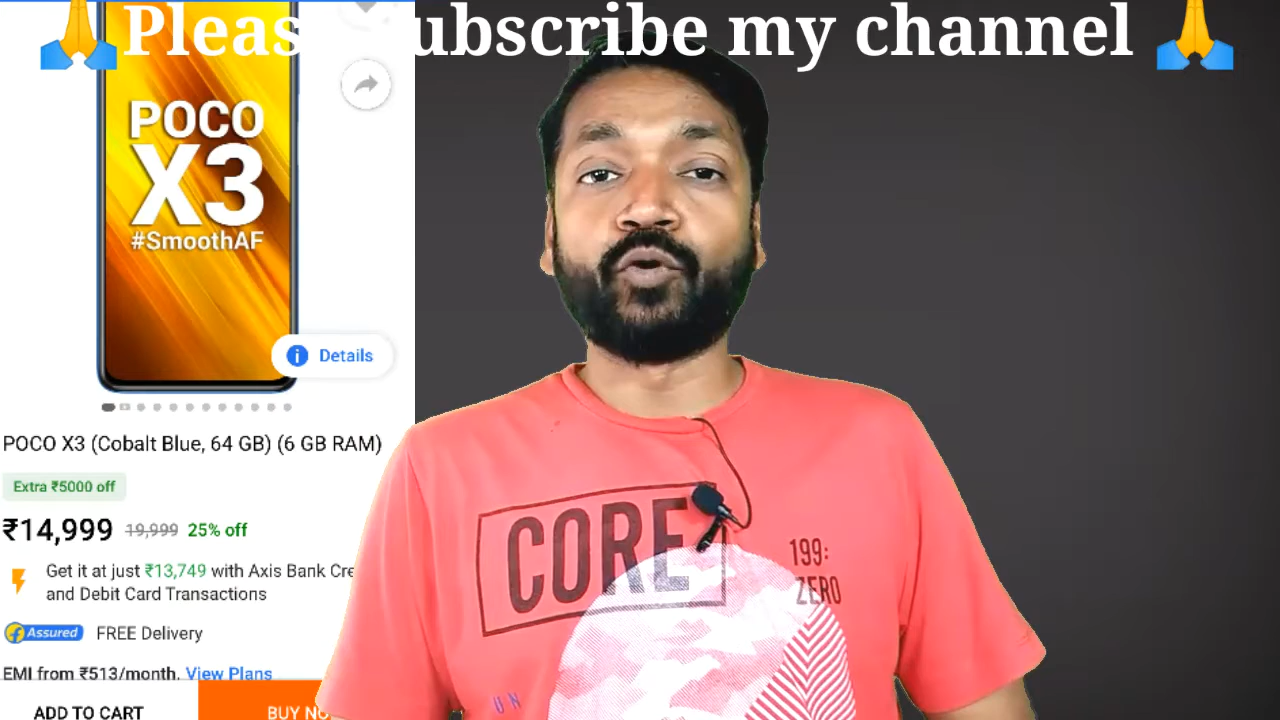 🙏Pleas ubscribe my channel 🙏
POCO
X3
#SmoothAF
Details
POCO X3 (Cobalt Blue, 64 GB) (6 GB RAM)
Extra ₹5000 off
₹14,999 19,999 25% off
Get it at just ₹13,749 with Axis Bank Cre
and Debit Card Transactions
Assured FREE Delivery
EMI from ₹513/month. View Plans
ADD TO CART BUY NO
CORE
199:
ZERO
UN